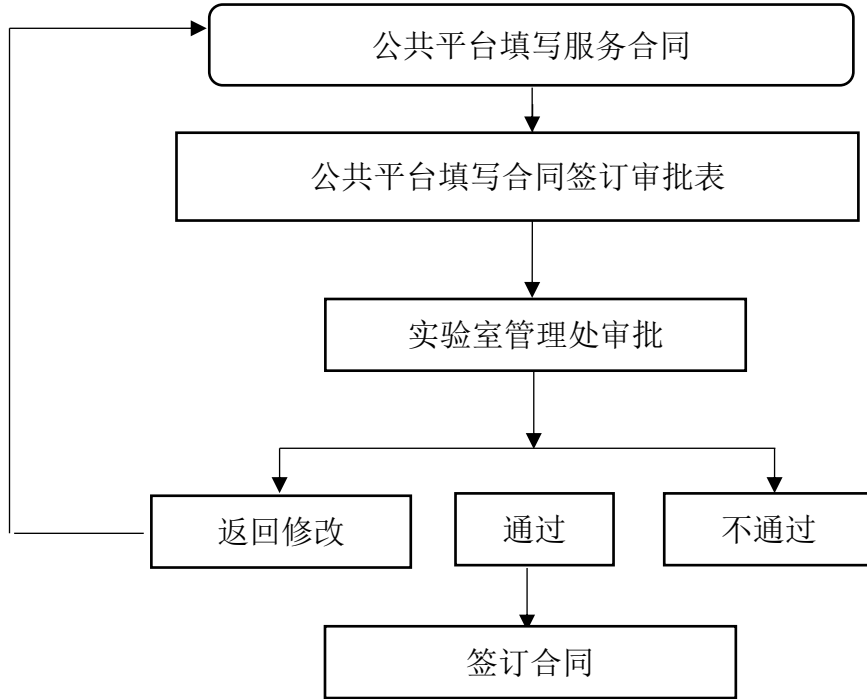 公共平台填写服务合同
公共平台填写合同签订审批表
实验室管理处审批
返回修改
通过
不通过
签订合同